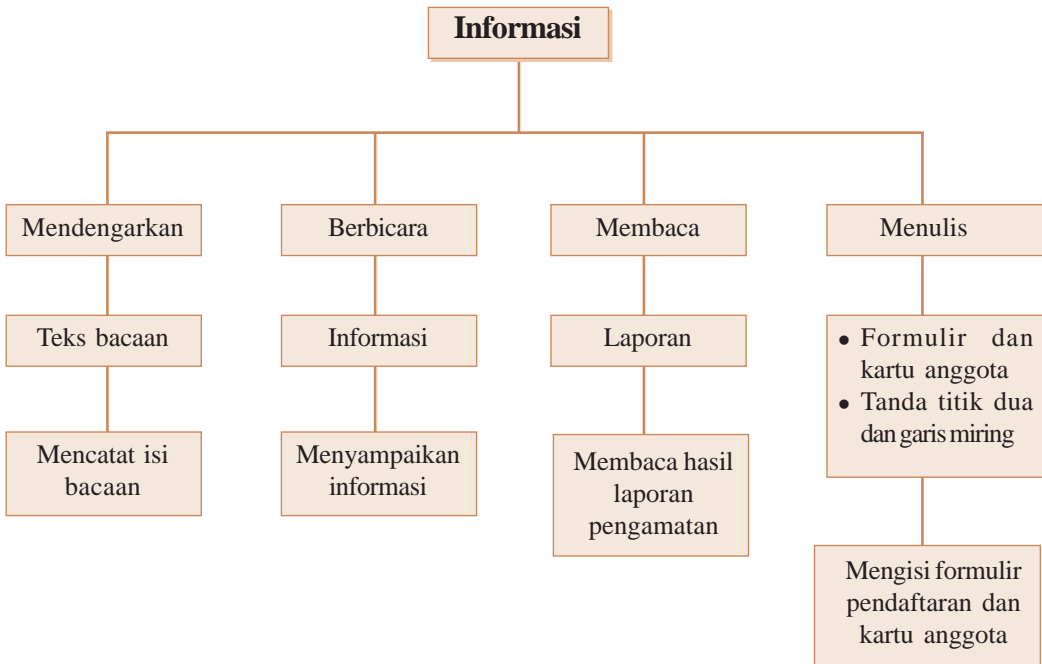 Informasi
Mendengarkan
Berbicara
Membaca
Menulis
Teks bacaan
Informasi
Laporan
• Formulir dan
kartu anggota
• Tanda titik dua
dan garis miring
Mencatat isi
bacaan
Menyampaikan
informasi
Membaca hasil
laporan
pengamatan
Mengisi formulir
pendaftaran dan
kartu anggota